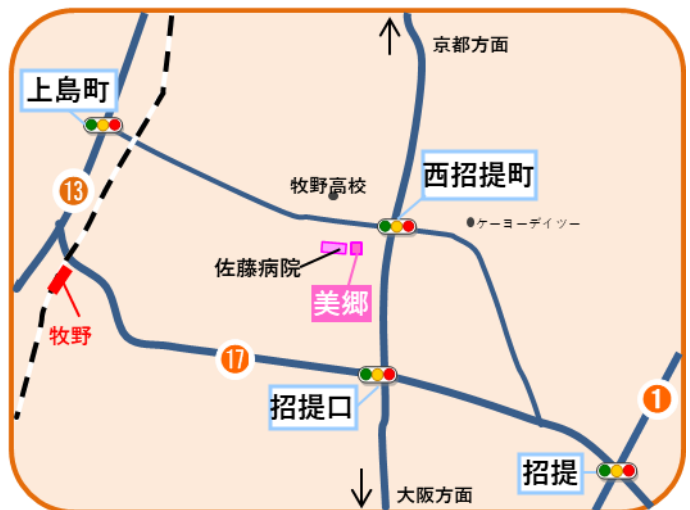 京都方面
上島町
西招提町
⑬
牧野高校
ケーヨーデイツー
佐藤病院
美郷
牧野
⑰
招提口
①
招提
大阪方面